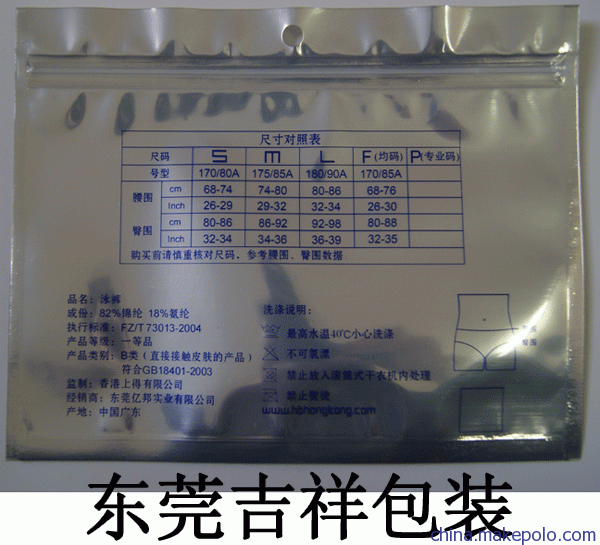 尺寸对照表
尺码 S m L F(均码) P(专业码)
号型 170/80A 175/85A 180/90A 170/85A
腰围 cm 68-74 74-80 80-86 68-76
Inch 26-29 29-32 32-34 26-30
臀围 cm 80-86 86-92 92-98 80-88
Inch 32-34 34-36 36-39 32-35
购买前请慎重核对尺码，参考腰围、臀围数据
品名：泳裤
成份：82%锦纶 18%氨纶
执行标准：FZ/T 73013-2004
产品等级：一等品
产品类别：B类（直接接触皮肤的产品）
符合GB18401-2003
监制：香港上得有限公司
经销商：东莞亿邦实业有限公司
产地：中国广东
洗涤说明：
最高水温40℃小心洗涤
不可氯漂
禁止放入滚筒式干衣机内处理
禁止熨烫
www.hbhongkong.com
腰围
臀围
东莞吉祥包装
china.makepolo.com